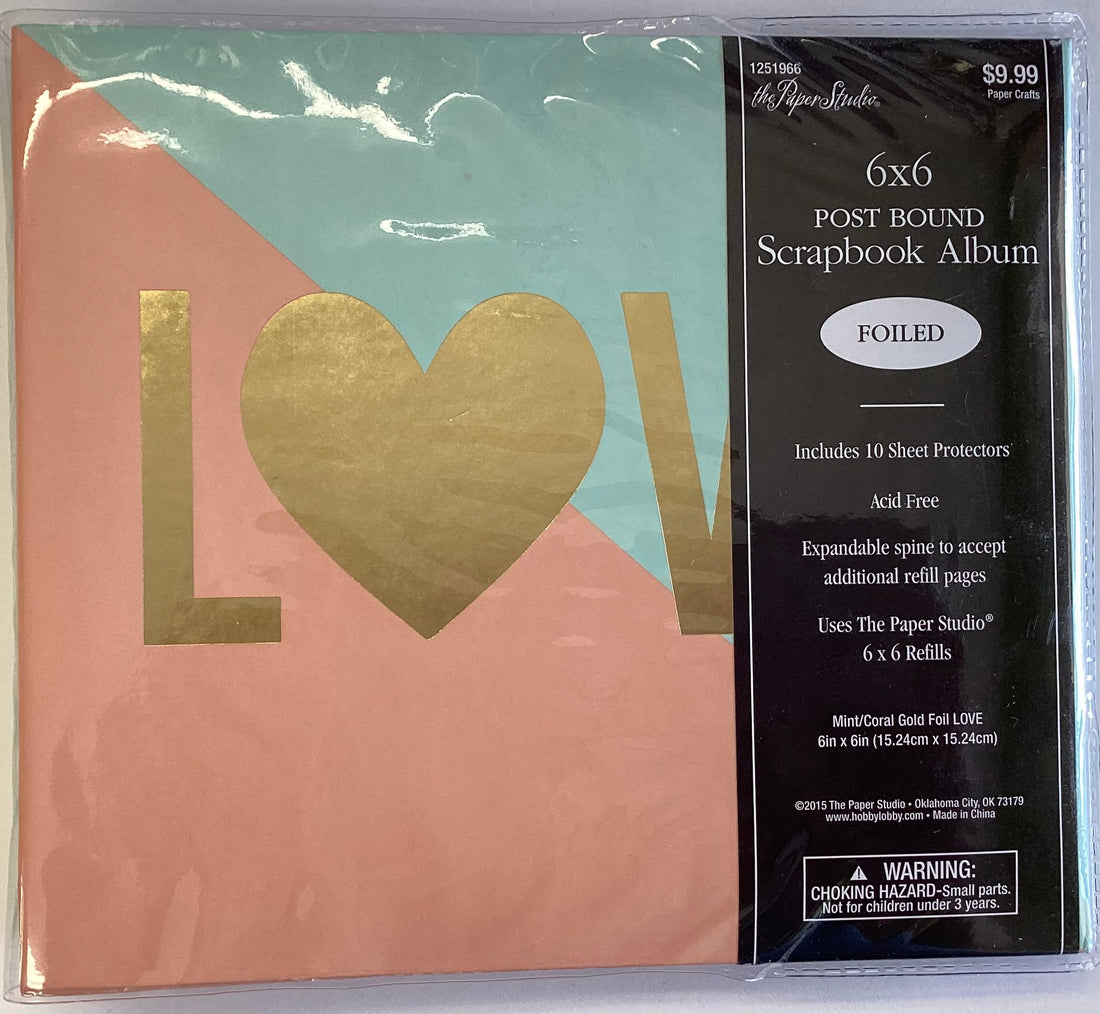 L♥V
1251966
the Paper Studio®
$9.99
Paper Crafts
6x6
POST BOUND
Scrapbook Album
FOILED
Includes 10 Sheet Protectors
Acid Free
Expandable spine to accept
additional refill pages
Uses The Paper Studio®
6 x 6 Refills
Mint/Coral Gold Foil LOVE
6in x 6in (15.24cm x 15.24cm)
©2015 The Paper Studio • Oklahoma City, OK 73179
www.hobbylobby.com • Made in China
⚠ WARNING:
CHOKING HAZARD-Small parts.
Not for children under 3 years.